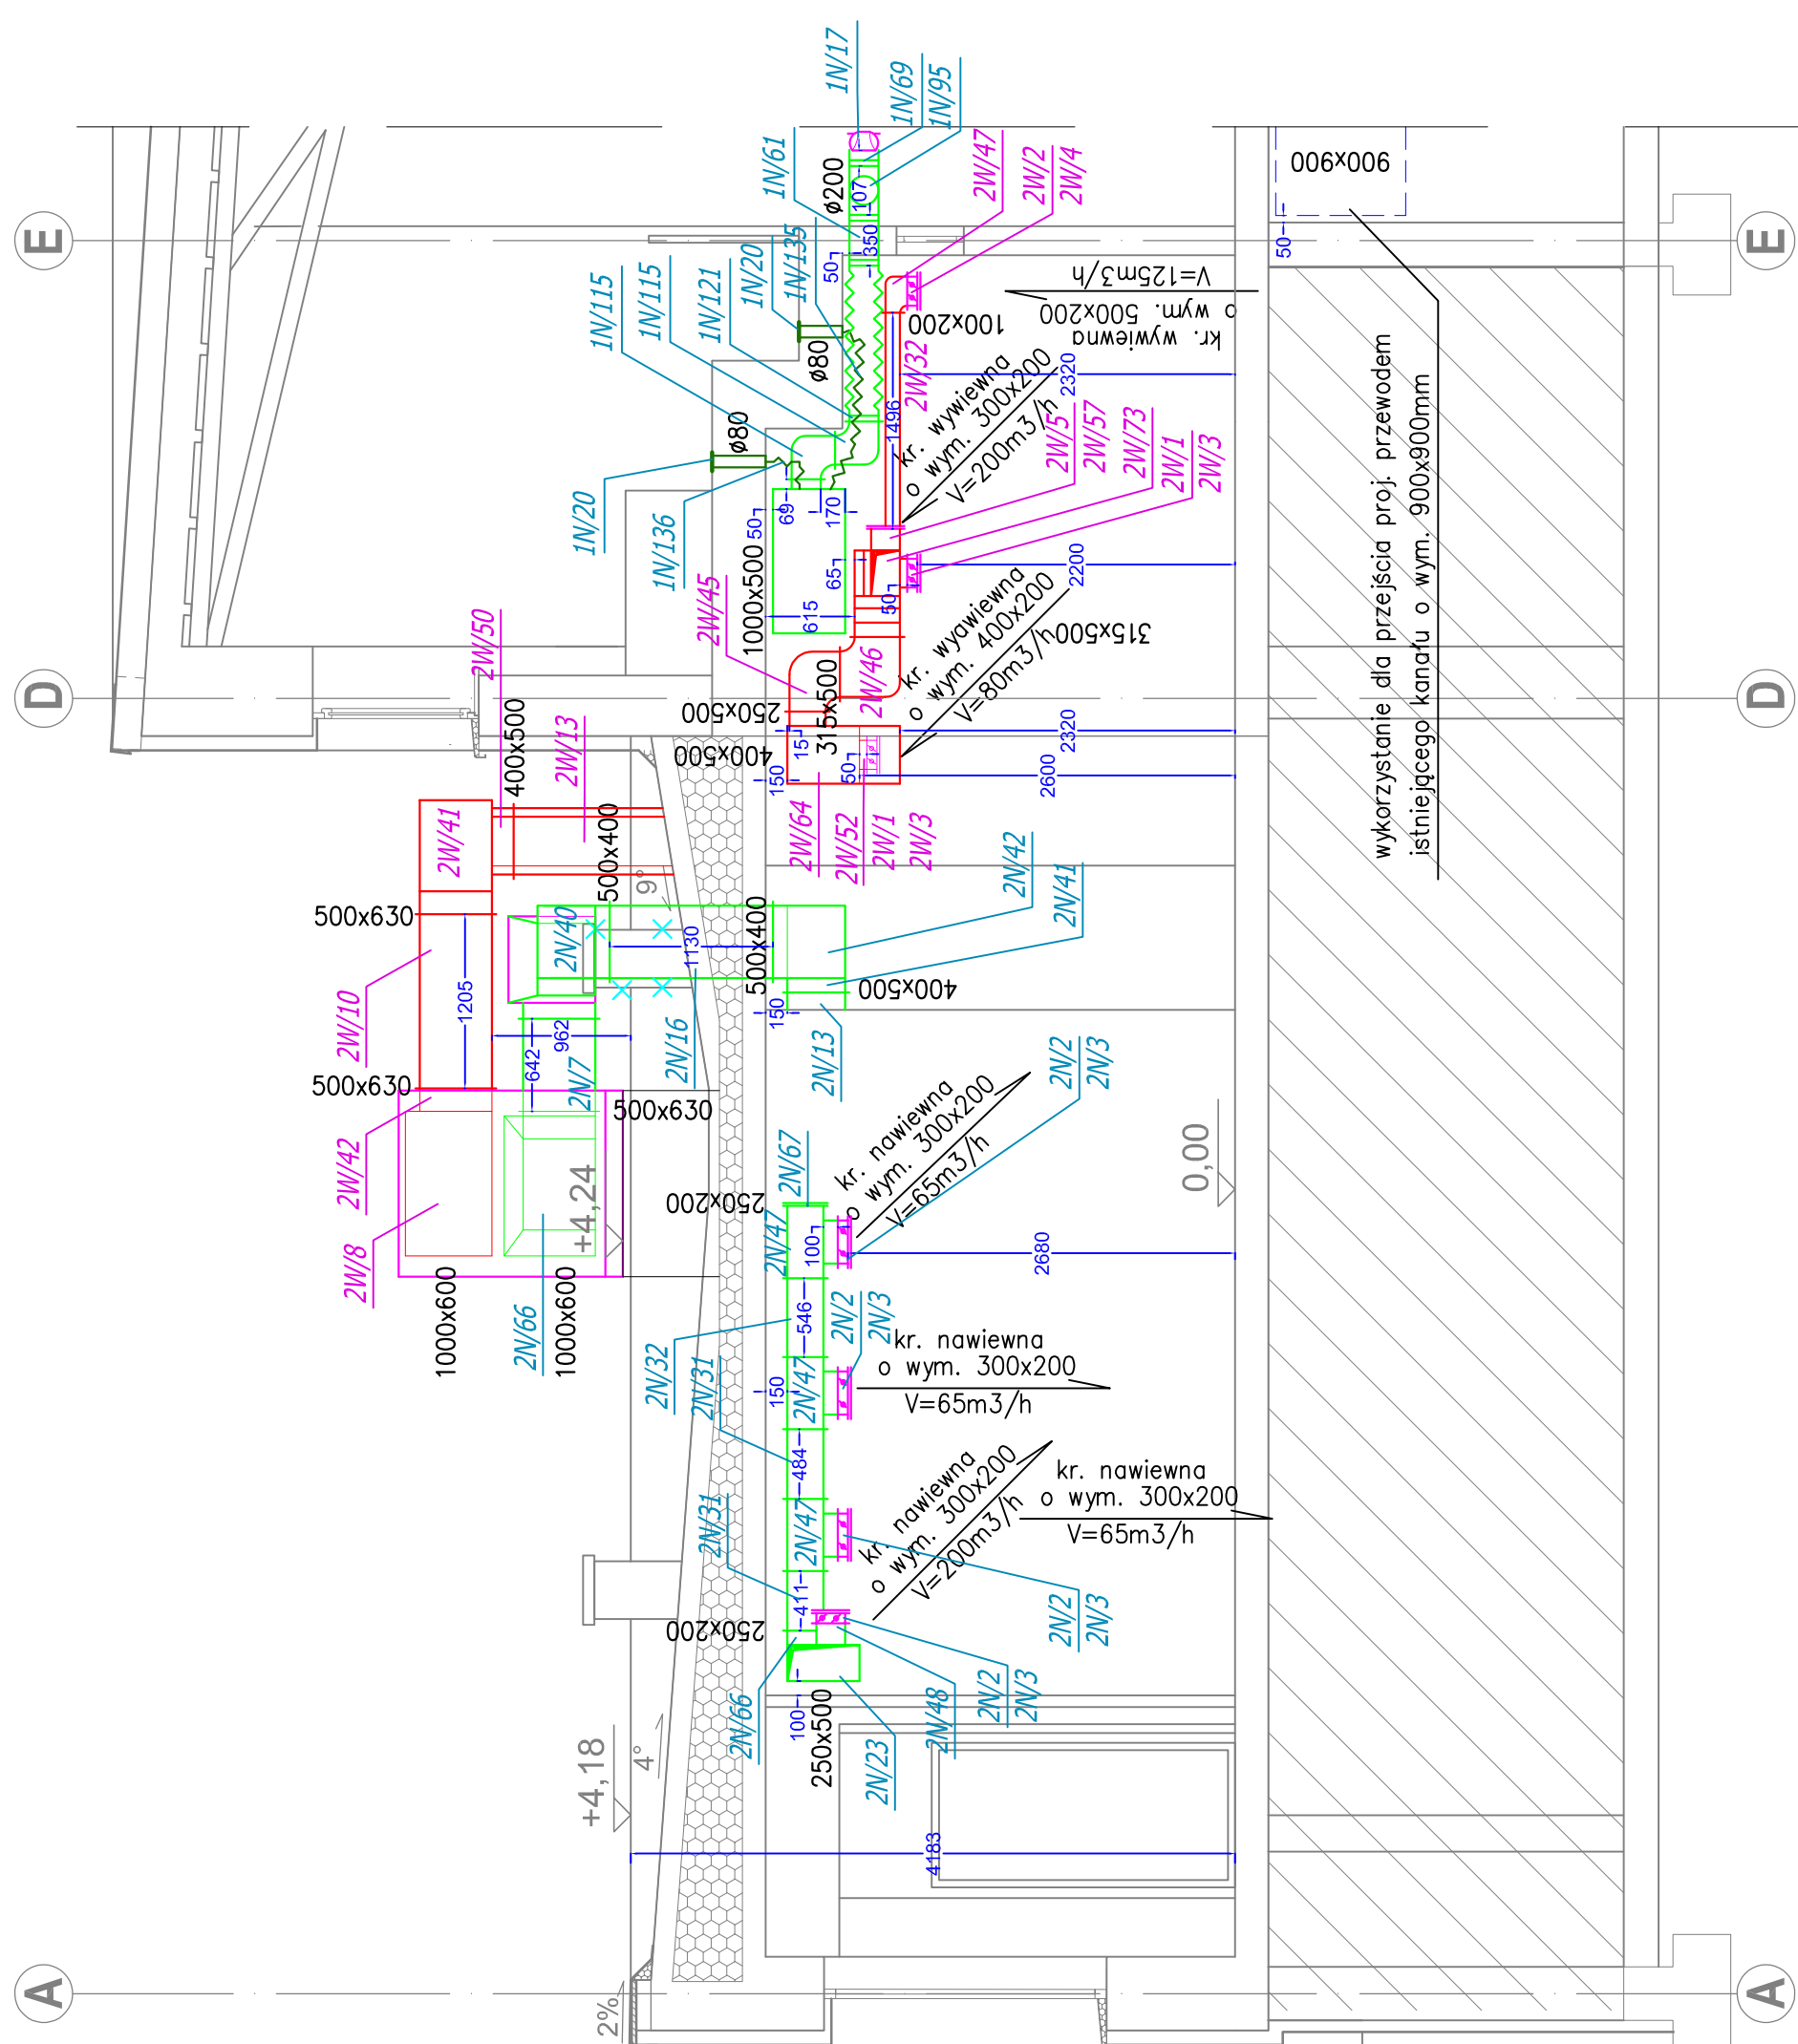 E
D
A
1N/17
1N/69
1N/95
1N/61
ø200
107
350
50
2W/47
2W/2
2W/4
900x900
50
1N/115
1N/115
1N/121
1N/20
1N/135
ø80
ø80
1N/20
1N/136
100x200
2W/32
1496
2320
kr. wywiewna
o wym. 500x200
V=125m3/h
kr. wywiewna
o wym. 300x200
V=200m3/h
2W/5
2W/57
2W/73
2W/1
2W/3
50
69
170
1000x500
615
65
50
2200
2W/45
2W/46
315x500
315x500
250x500
400x500
kr. wyawiewna
o wym. 400x200
V=80m3/h
15
150
50
2320
2600
2W/64
2W/52
2W/1
2W/3
2W/50
400x500
2W/13
2W/41
500x400
9°
500x630
2W/10
1205
2N/40
1130
500x400
2N/42
2N/41
400x500
150
2N/13
2N/16
962
642
2N/7
500x630
500x630
2W/42
2W/8
+4,24
1000x600
1000x600
2N/66
250x200
2N/67
2N/47
kr. nawiewna
o wym. 300x200
V=65m3/h
2N/2
2N/3
100
2680
0,00
546
2N/32
2N/31
2N/2
2N/3
kr. nawiewna
o wym. 300x200
V=65m3/h
150
2N/47
484
2N/31
2N/47
kr. nawiewna
o wym. 300x200
V=200m3/h
kr. nawiewna
o wym. 300x200
V=65m3/h
411
250x200
2N/2
2N/3
2N/66
100
250x500
2N/23
2N/48
2N/2
2N/3
+4,18
4°
4183
2%
wykorzystanie dla przejścia proj. przewodem
istniejącego kanału o wym. 900x900mm
E
D
A